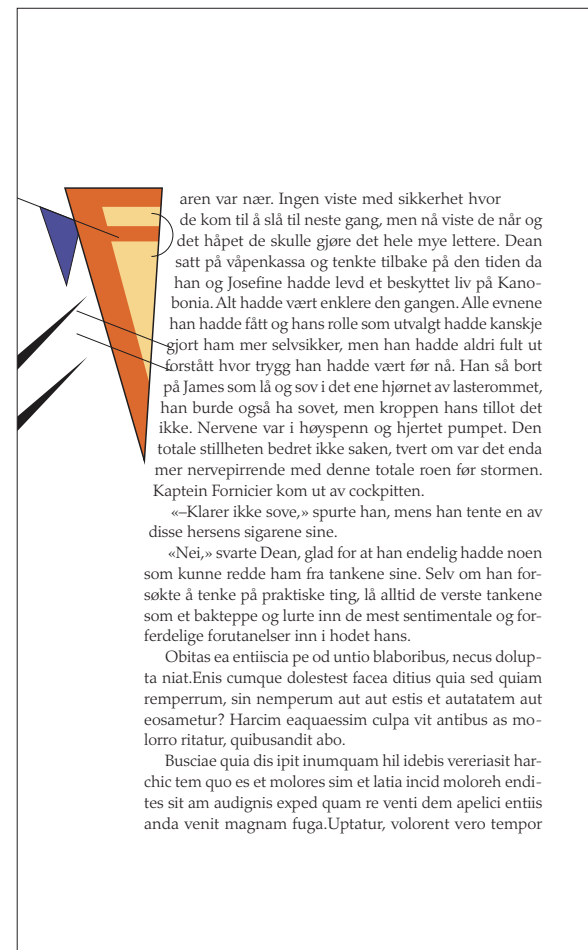 aren var nær. Ingen viste med sikkerhet hvor
de kom til å slå til neste gang, men nå viste de når og
det håpet de skulle gjøre det hele mye lettere. Dean
satt på våpenkassa og tenkte tilbake på den tiden da
han og Josefine hadde levd et beskyttet liv på Kano-
bonia. Alt hadde vært enklere den gangen. Alle evnene
han hadde fått og hans rolle som utvalgt hadde kanskje
gjort ham mer selvsikker, men han hadde aldri fult ut
forstått hvor trygg han hadde vært før nå. Han så bort
på James som lå og sov i det ene hjørnet av lasterommet,
han burde også ha sovet, men kroppen hans tillot det
ikke. Nervene var i høyspenn og hjertet pumpet. Den
totale stillheten bedret ikke saken, tvert om var det enda
mer nervepirrende med denne totale roen før stormen.
Kaptein Fornicier kom ut av cockpitten.
«–Klarer ikke sove,» spurte han, mens han tente en av
disse hersens sigarene sine.
«Nei,» svarte Dean, glad for at han endelig hadde noen
som kunne redde ham fra tankene sine. Selv om han for-
søkte å tenke på praktiske ting, lå alltid de verste tankene
som et bakteppe og lurte inn de mest sentimentale og for-
ferdelige forutanelser inn i hodet hans.
Obitas ea entiiscia pe od untio blaboribus, necus dolup-
ta niat.Enis cumque dolestest facea ditius quia sed quiam
remperrum, sin nemperum aut aut estis et autatatem aut
eosametur? Harcim eaquaessim culpa vit antibus as mo-
lorro ritatur, quibusandit abo.
Busciae quia dis ipit inumquam hil idebis vereriasit har-
chic tem quo es et molores sim et latia incid moloreh endi-
tes sit am audignis exped quam re venti dem apelici entiis
anda venit magnam fuga.Uptatur, volorent vero tempor